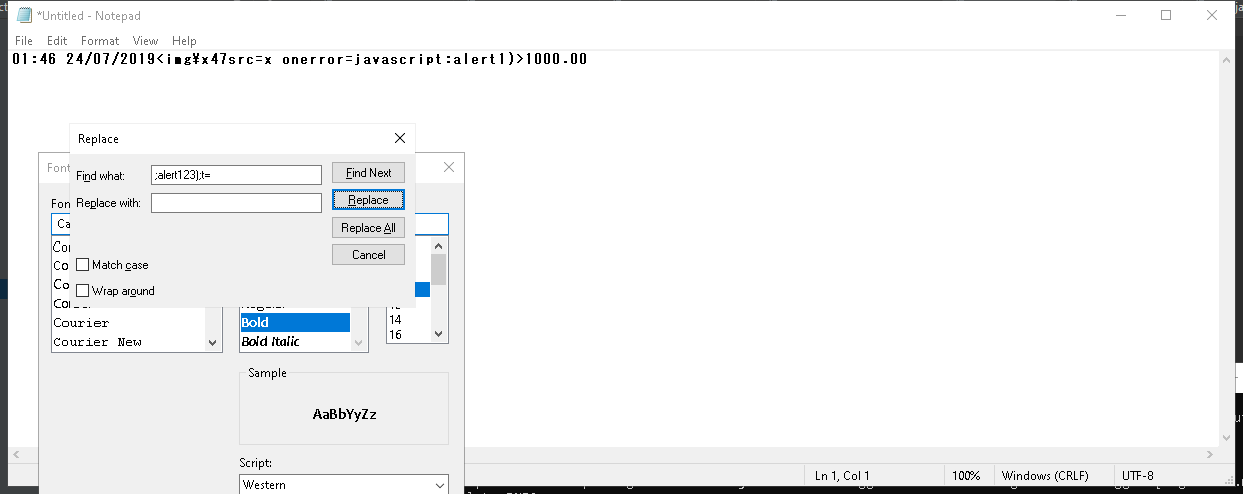 *Untitled - Notepad
File Edit Format View Help
01:46 24/07/2019<img¥x47src=x onerror=javascript:alert1)>1000.00
Replace
Find what: ;alert123);t= Find Next
Replace with: Replace
Replace All
Cancel
Match case
Wrap around
Font
Fon
Ca
Co
Co
Co
Courier
Courier New
Bold
Bold Italic
14
16
Sample
AaBbYyZz
Script:
Western
Ln 1, Col 1 100% Windows (CRLF) UTF-8